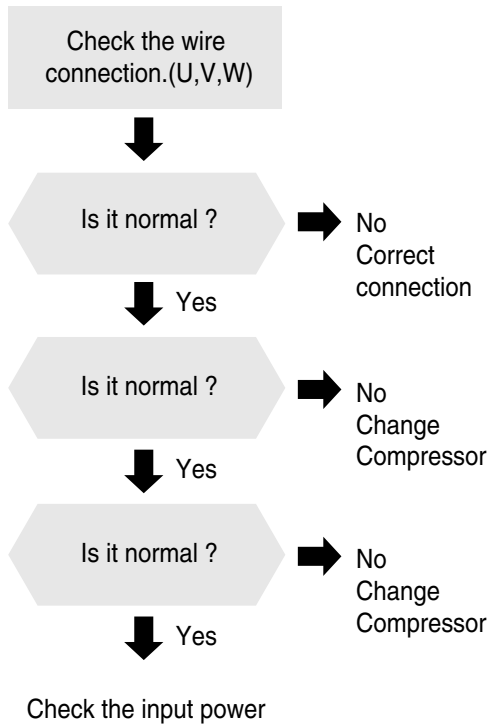 Check the wire
connection.(U,V,W)
Is it normal ?
No
Correct
connection
Yes
Is it normal ?
No
Change
Compressor
Yes
Is it normal ?
No
Change
Compressor
Yes
Check the input power